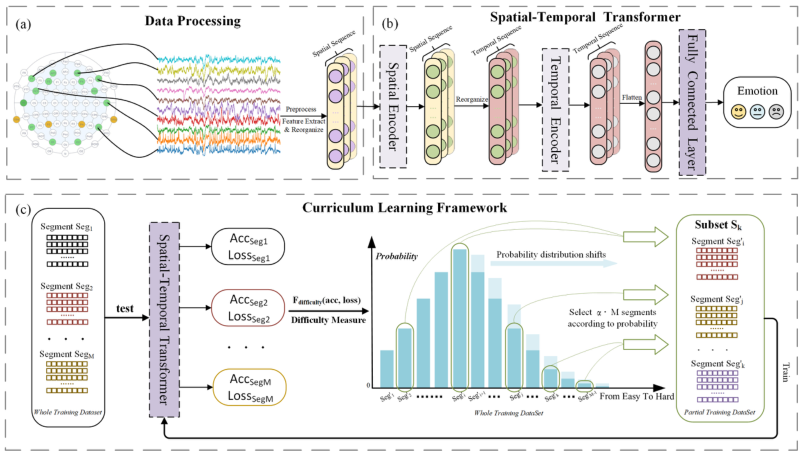 (a)
Data Processing
Preprocess
Feature Extract
& Reorganize
Spatial Sequence
(b)
Spatial-Temporal Transformer
Spatial Encoder
Spatial Sequence
Reorganize
Temporal Sequence
Temporal Encoder
Temporal Sequence
Flatten
Fully Connected Layer
Emotion
(c)
Curriculum Learning Framework
Segment Seg1
......
Segment Seg2
......
. . .
Segment SegM
......
Whole Training Dataset
test
Spatial-Temporal Transformer
AccSeg1
LossSeg1
AccSeg2
LossSeg2
. . .
AccSegM
LossSegM
Fdifficulty(acc, loss)
Difficulty Measure
Probability
Probability distribution shifts
Select α · M segments
according to probability
0
From Easy To Hard
Whole Training DataSet
Subset Sk
Segment Seg'i
......
Segment Seg'j
......
. . .
Segment Seg'k
......
Partial Training DataSet
Train